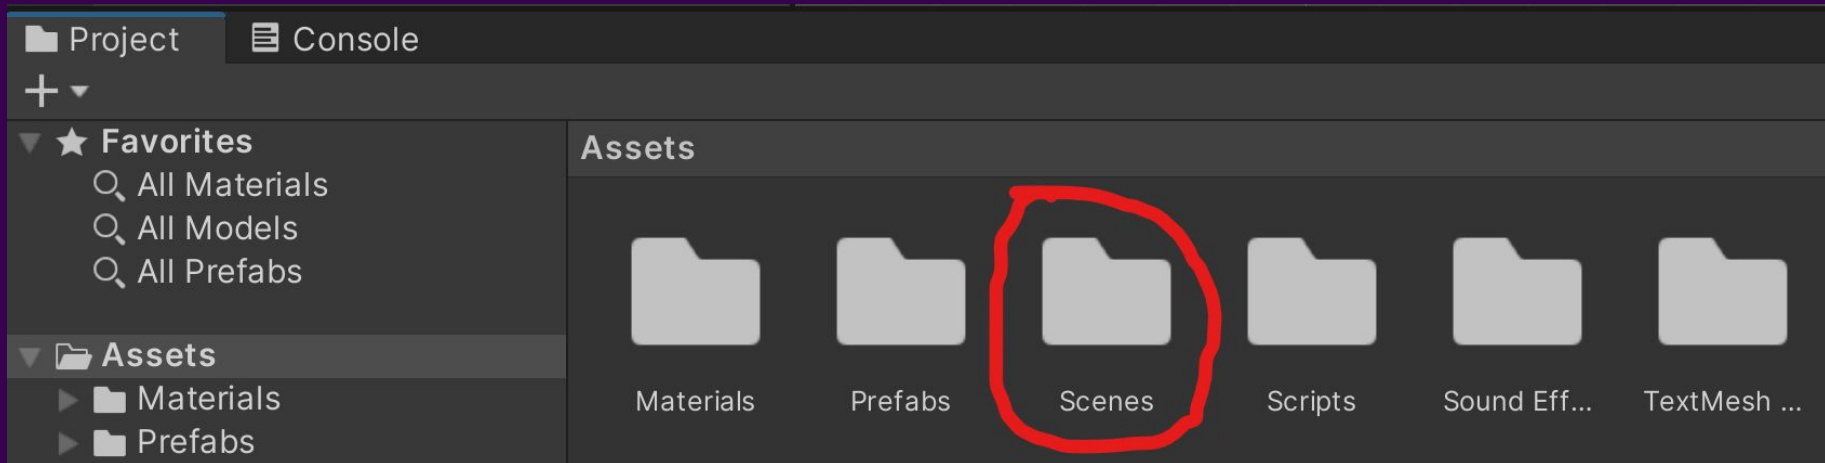 Project
Console
Favorites
All Materials
All Models
All Prefabs
Assets
Materials
Prefabs
Assets
Materials
Prefabs
Scenes
Scripts
Sound Eff...
TextMesh ...